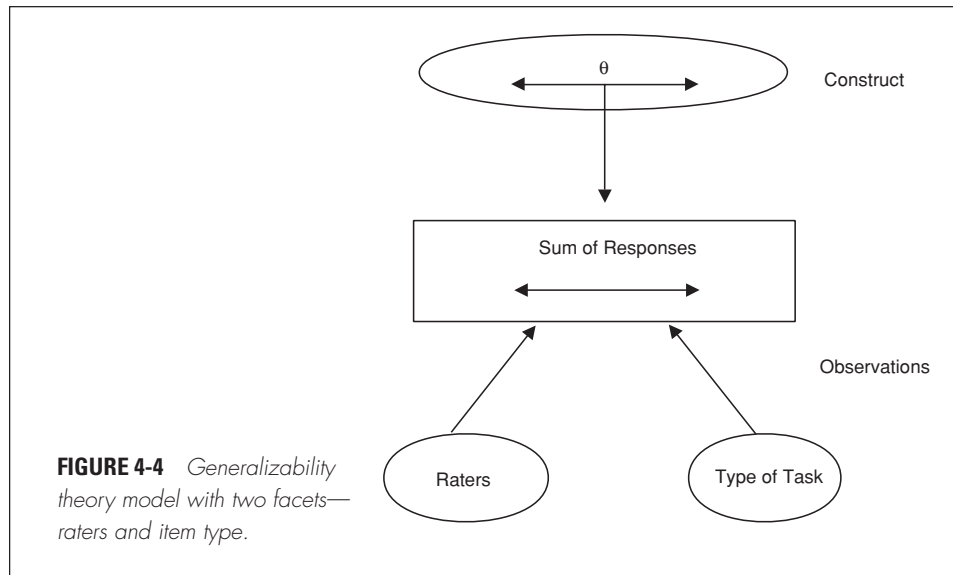 θ
Construct
Sum of Responses
Observations
Raters
Type of Task
FIGURE 4-4 Generalizability
theory model with two facets—
raters and item type.